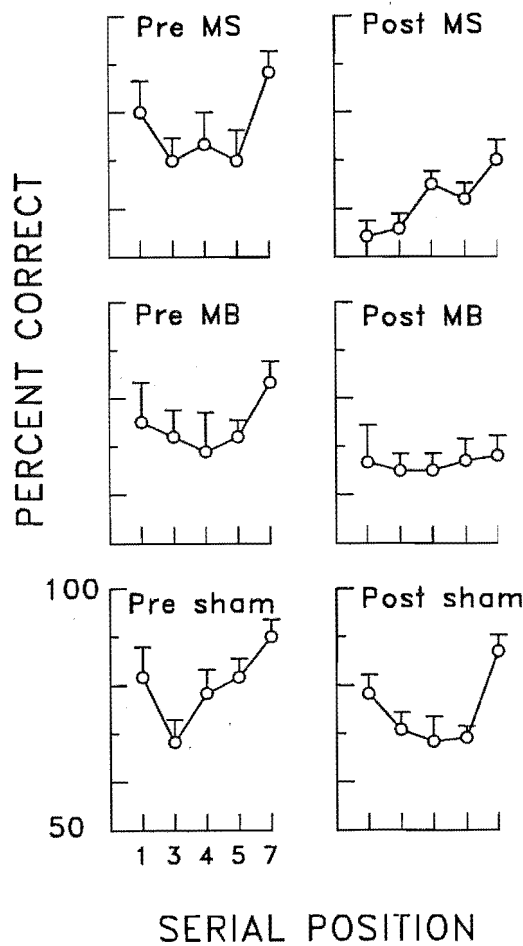 Pre MS
Post MS
PERCENT CORRECT
Pre MB
Post MB
100
Pre sham
Post sham
50
1 3 4 5 7
SERIAL POSITION